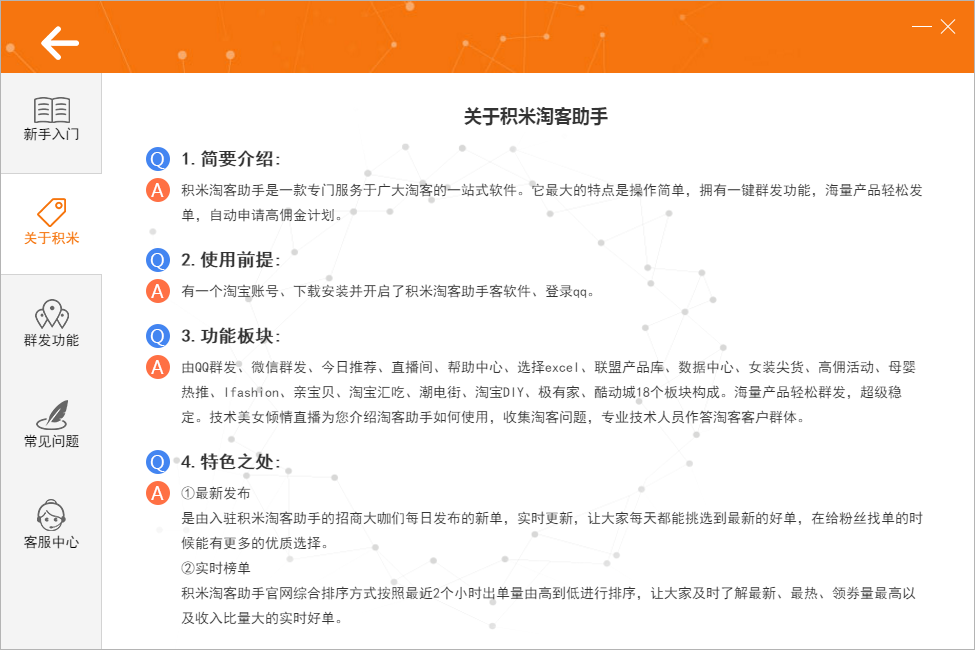 新手入门
关于积米
群发功能
常见问题
客服中心
关于积米淘客助手
Q 1. 简要介绍:
A 积米淘客助手是一款专门服务于广大淘客的一站式软件。它最大的特点是操作简单，拥有一键群发功能，海量产品轻松发
单，自动申请高佣金计划。
Q 2. 使用前提:
A 有一个淘宝账号、下载安装并开启了积米淘客助手客软件、登录qq。
Q 3. 功能板块:
A 由QQ群发、微信群发、今日推荐、直播间、帮助中心、选择excel、联盟产品库、数据中心、女装尖货、高佣活动、母婴
热推、Ifashion、亲宝贝、淘宝汇吃、潮电街、淘宝DIY、极有家、酷动城18个板块构成。海量产品轻松群发，超级稳
定。技术美女倾情直播为您介绍淘客助手如何使用，收集淘客问题，专业技术人员作答淘客客户群体。
Q 4. 特色之处:
A ①最新发布
是由入驻积米淘客助手的招商大咖们每日发布的新单，实时更新，让大家每天都能挑选到最新的好单，在给粉丝找单的时
候能有更多的优质选择。
②实时榜单
积米淘客助手官网综合排序方式按照最近2个小时出单量由高到低进行排序，让大家及时了解最新、最热、领券量最高以
及收入比量大的实时好单。